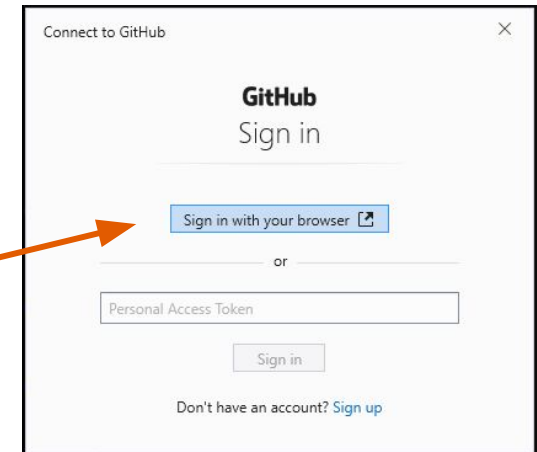 Connect to GitHub
GitHub
Sign in
Sign in with your browser
or
Personal Access Token
Sign in
Don't have an account? Sign up